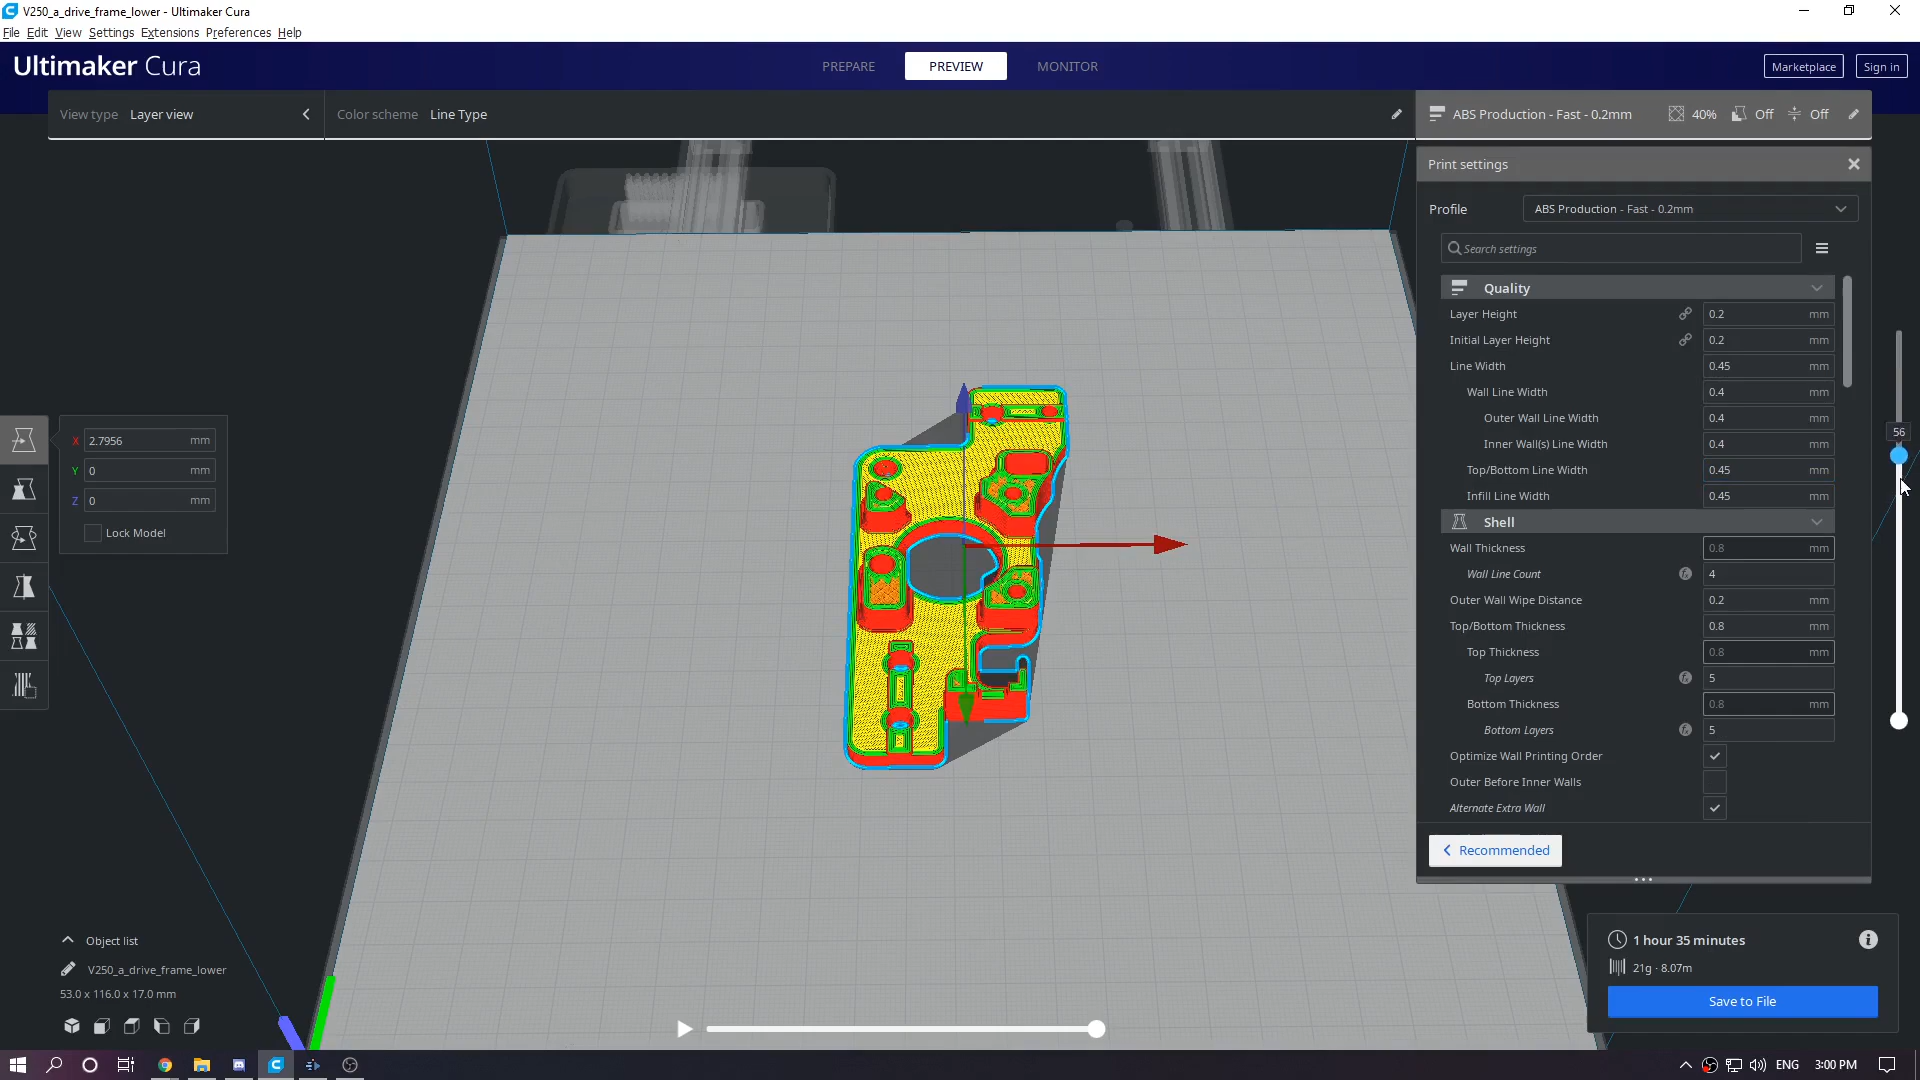 V250_a_drive_frame_lower - Ultimaker Cura
File Edit View Settings Extensions Preferences Help
Ultimaker Cura
PREPARE
PREVIEW
MONITOR
Marketplace
Sign in
View type Layer view
Color scheme Line Type
ABS Production - Fast - 0.2mm
40%
Off
Off
Print settings
Profile
ABS Production - Fast - 0.2mm
Search settings
Quality
Layer Height 0.2 mm
Initial Layer Height 0.2 mm
Line Width 0.45 mm
Wall Line Width 0.4 mm
Outer Wall Line Width 0.4 mm
Inner Wall(s) Line Width 0.4 mm
Top/Bottom Line Width 0.45 mm
Infill Line Width 0.45 mm
Shell
Wall Thickness 0.8 mm
Wall Line Count 4
Outer Wall Wipe Distance 0.2 mm
Top/Bottom Thickness 0.8 mm
Top Thickness 0.8 mm
Top Layers 5
Bottom Thickness 0.8 mm
Bottom Layers 5
Optimize Wall Printing Order
Outer Before Inner Walls
Alternate Extra Wall
Recommended
56
X 2.7956 mm
Y 0 mm
Z 0 mm
Lock Model
Object list
V250_a_drive_frame_lower
53.0 x 116.0 x 17.0 mm
1 hour 35 minutes
21g · 8.07m
Save to File
ENG
3:00 PM